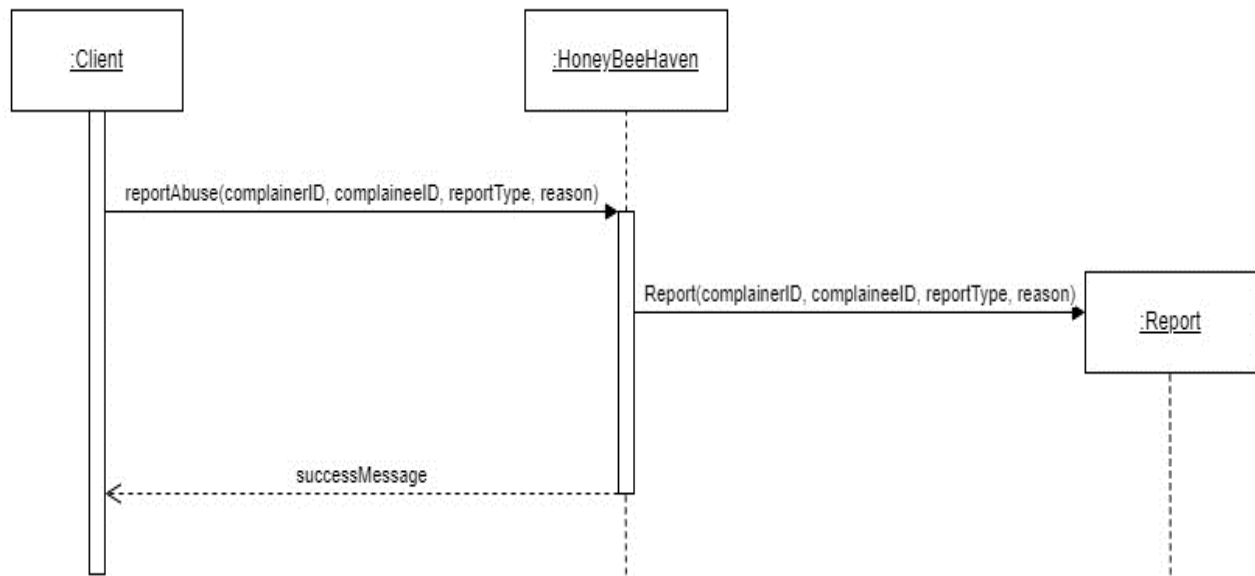 :Client
:HoneyBeeHaven
reportAbuse(complainerID, complaineeID, reportType, reason)
Report(complainerID, complaineeID, reportType, reason)
:Report
successMessage